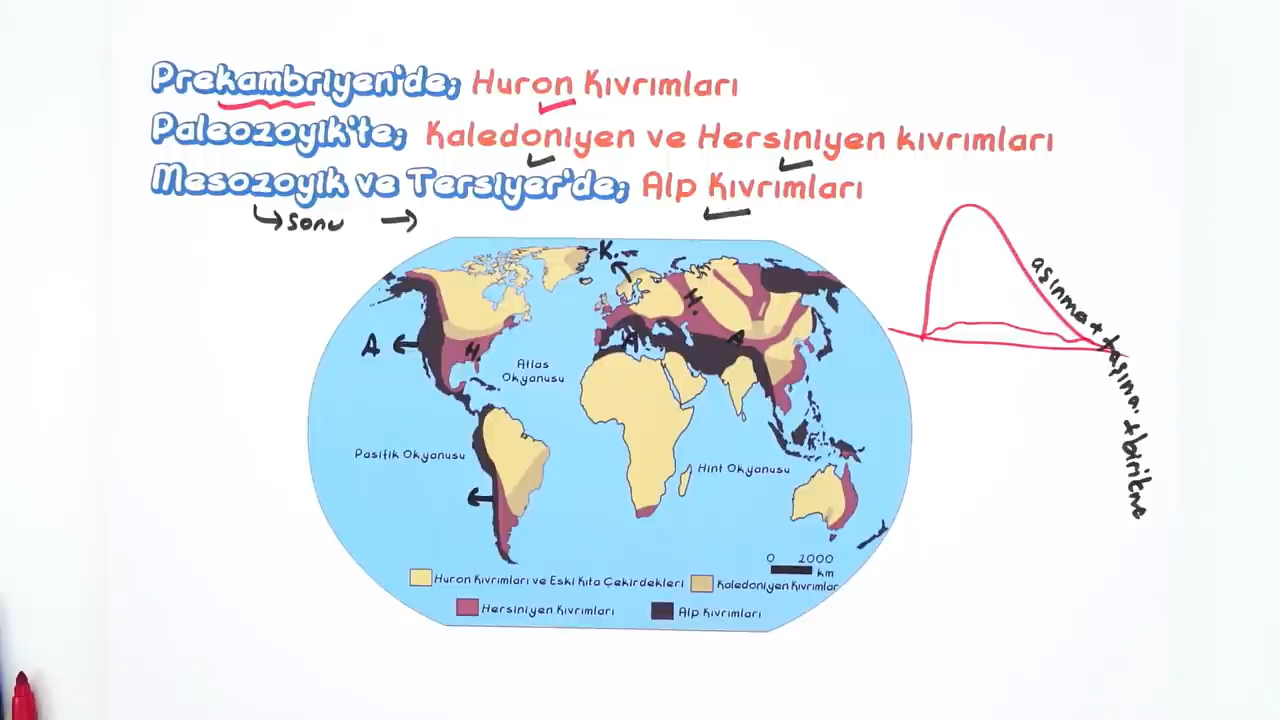 Prekambriyen'de; Huron Kıvrımları
Paleozoyik'te; Kaledoniyen ve Hersiniyen kıvrımları
Mesozoyik ve Tersiyer'de; Alp Kıvrımları
↳ sonu →
K.
H.
A
A
A
H
aşınma + taşınma + birikme
Atlas
Okyanusu
Pasifik Okyanusu
Hint Okyanusu
0 2000
km
Huron Kıvrımları ve Eski Kıta Çekirdekleri
Kaledoniyen Kıvrımlar
Hersiniyen Kıvrımları
Alp Kıvrımları